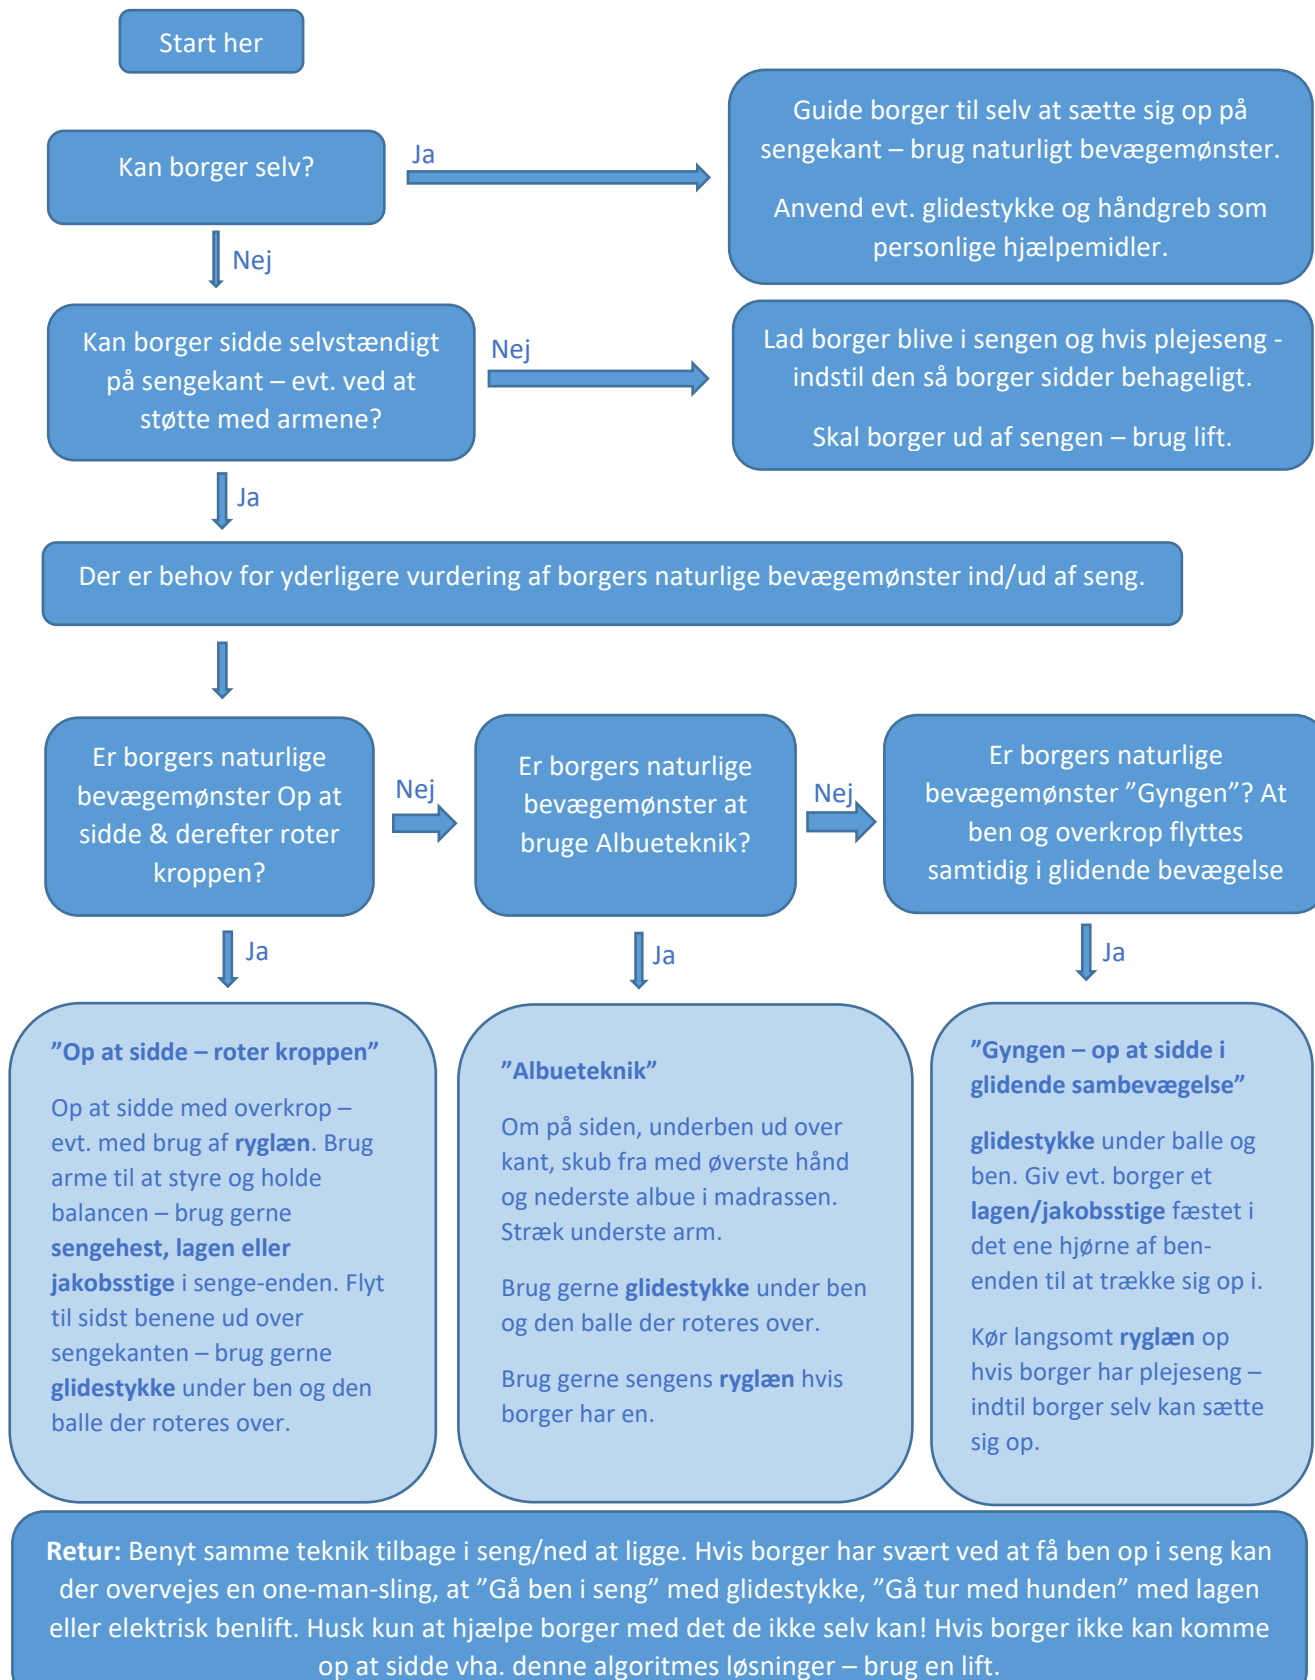 Start her
Kan borger selv?
Ja
Guide borger til selv at sætte sig op på
sengekant – brug naturligt bevægemønster.
Anvend evt. glidestykke og håndgreb som
personlige hjælpemidler.
Nej
Kan borger sidde selvstændigt
på sengekant – evt. ved at
støtte med armene?
Nej
Lad borger blive i sengen og hvis plejeseng -
indstil den så borger sidder behageligt.
Skal borger ud af sengen – brug lift.
Ja
Der er behov for yderligere vurdering af borgers naturlige bevægemønster ind/ud af seng.
Er borgers naturlige
bevægemønster Op at
sidde & derefter roter
kroppen?
Nej
Er borgers naturlige
bevægemønster at
bruge Albueteknik?
Nej
Er borgers naturlige
bevægemønster ”Gyngen”? At
ben og overkrop flyttes
samtidig i glidende bevægelse
Ja
Ja
Ja
”Op at sidde – roter kroppen”
Op at sidde med overkrop –
evt. med brug af ryglæn. Brug
arme til at styre og holde
balancen – brug gerne
sengehest, lagen eller
jakobsstige i senge-enden. Flyt
til sidst benene ud over
sengekanten – brug gerne
glidestykke under ben og den
balle der roteres over.
”Albueteknik”
Om på siden, underben ud over
kant, skub fra med øverste hånd
og nederste albue i madrassen.
Stræk underste arm.
Brug gerne glidestykke under ben
og den balle der roteres over.
Brug gerne sengens ryglæn hvis
borger har en.
”Gyngen – op at sidde i
glidende sambevægelse”
glidestykke under balle og
ben. Giv evt. borger et
lagen/jakobsstige fæstet i
det ene hjørne af ben-
enden til at trække sig op i.
Kør langsomt ryglæn op
hvis borger har plejeseng –
indtil borger selv kan sætte
sig op.
Retur: Benyt samme teknik tilbage i seng/ned at ligge. Hvis borger har svært ved at få ben op i seng kan
der overvejes en one-man-sling, at ”Gå ben i seng” med glidestykke, ”Gå tur med hunden” med lagen
eller elektrisk benlift. Husk kun at hjælpe borger med det de ikke selv kan! Hvis borger ikke kan komme
op at sidde vha. denne algoritmes løsninger – brug en lift.